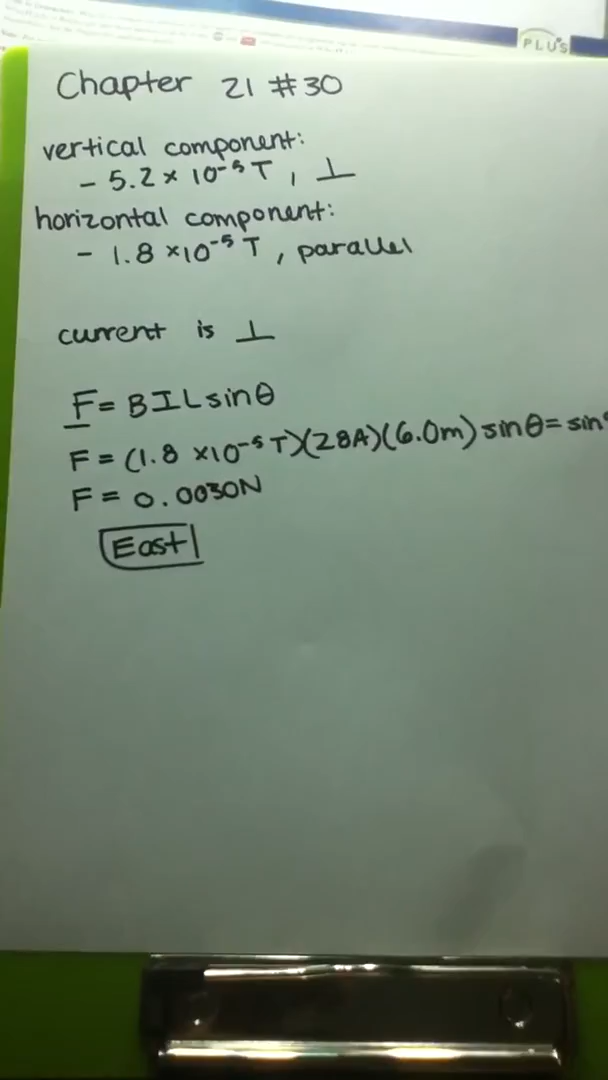 PLUS
Chapter 21 #30
vertical component:
- 5.2 × 10⁻⁵ T, ⊥
horizontal component:
- 1.8 ×10⁻⁵ T, parallel
current is ⊥
F = BILsinθ
F = (1.8 ×10⁻⁵ T)(28A)(6.0m) sinθ = sin
F = 0.0030N
East